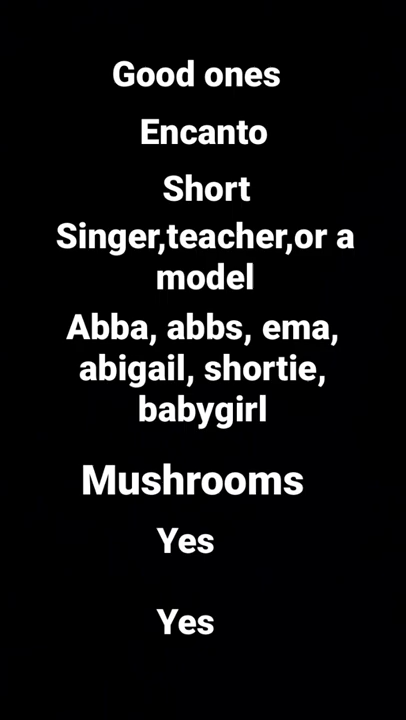 Good ones
Encanto
Short
Singer,teacher,or a
model
Abba, abbs, ema,
abigail, shortie,
babygirl
Mushrooms
Yes
Yes